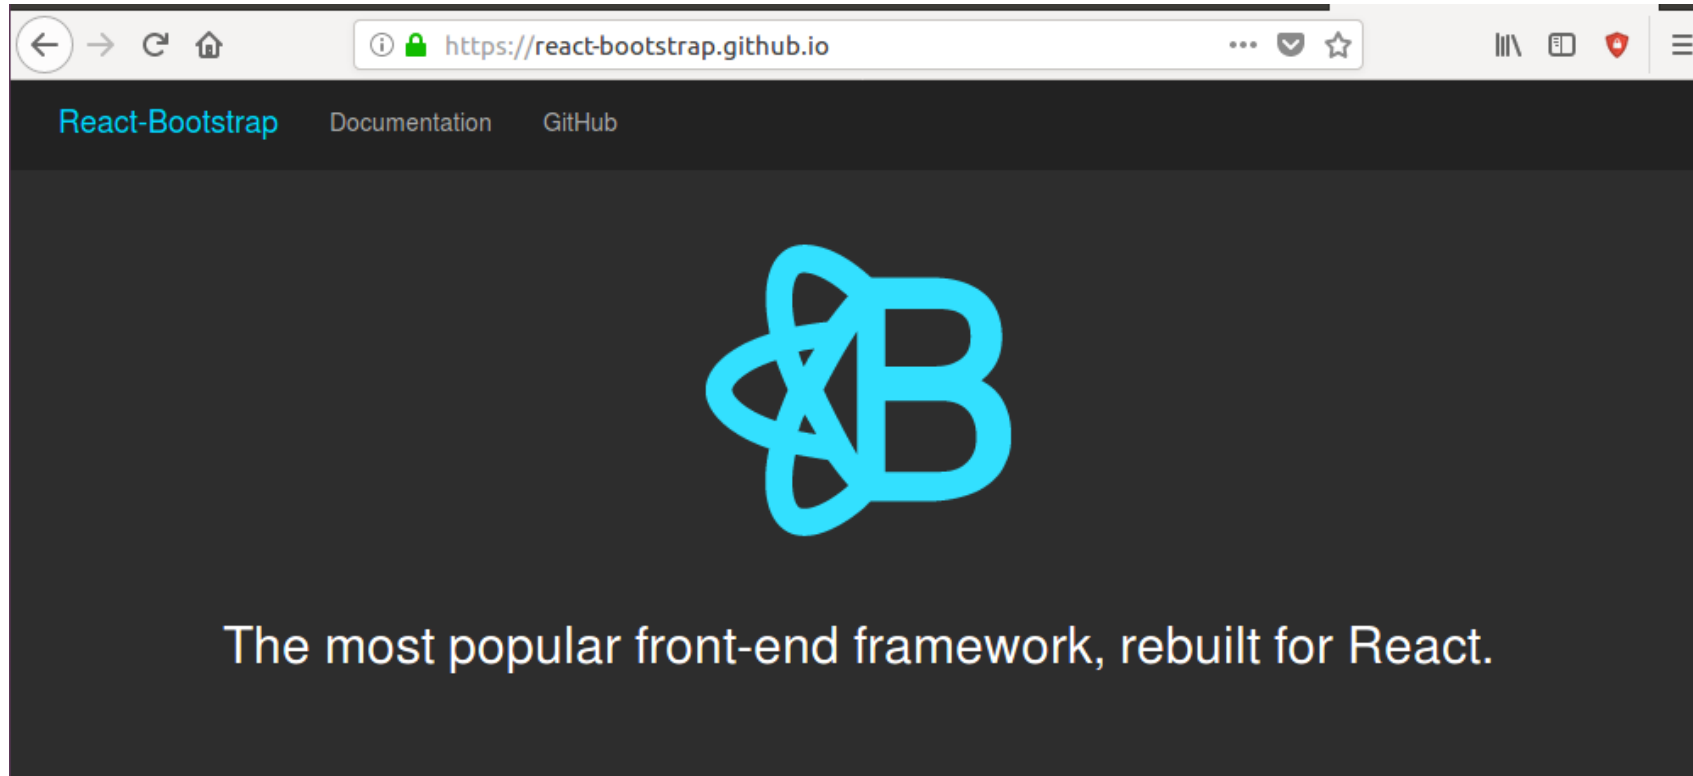 https://react-bootstrap.github.io
React-Bootstrap Documentation GitHub
B
The most popular front-end framework, rebuilt for React.